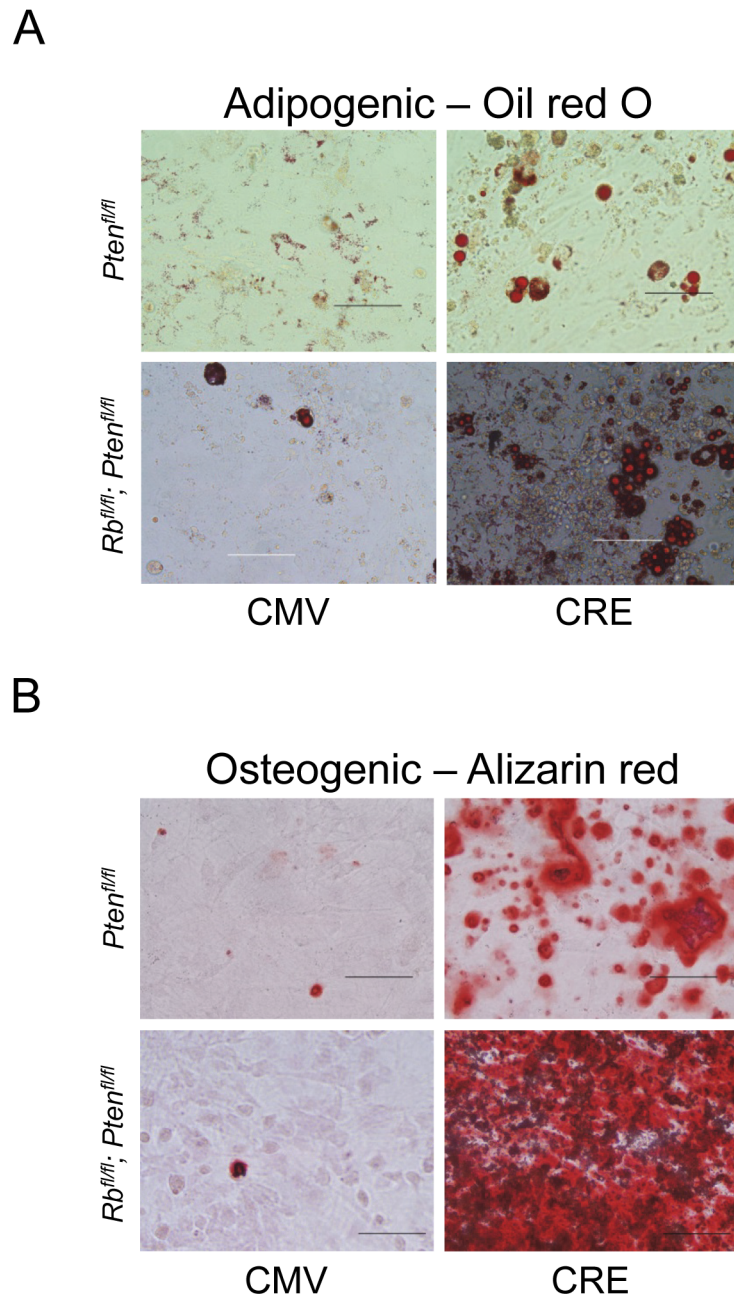 A
Adipogenic – Oil red O
Pten^fl/fl
Rb^fl/fl; Pten^fl/fl
CMV CRE
B
Osteogenic – Alizarin red
Pten^fl/fl
Rb^fl/fl; Pten^fl/fl
CMV CRE